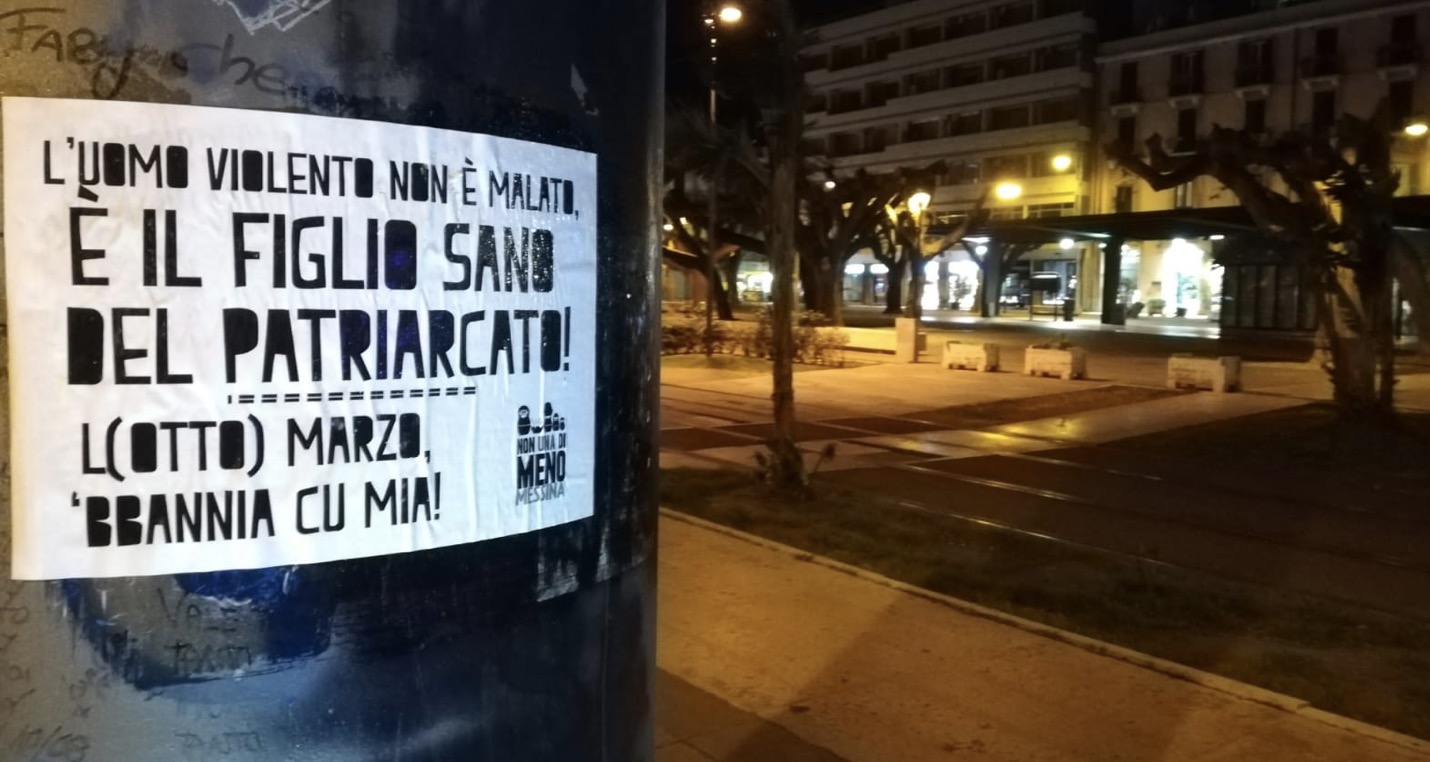 L'UOMO VIOLENTO NON È MALATO,
È IL FIGLIO SANO
DEL PATRIARCATO!
L(OTTO) MARZO,
'BBANNIA CU MIA!
NON UNA DI
MENO
MESSINA